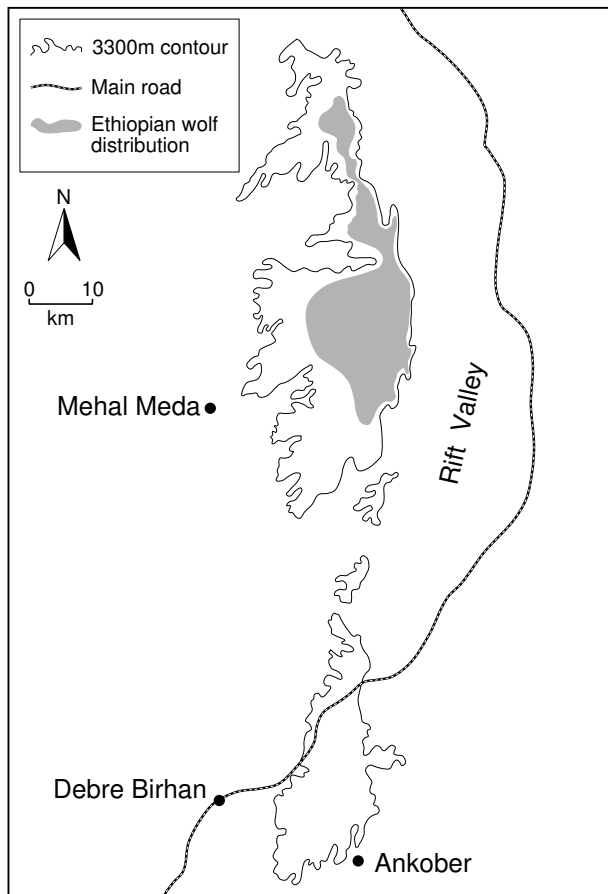 3300m contour
Main road
Ethiopian wolf
distribution
N
0 10
km
Mehal Meda
Rift Valley
Debre Birhan
Ankober